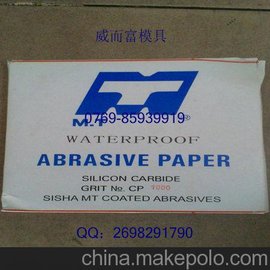 威而富模具
0769-85939919
M.T ®
WATERPROOF
ABRASIVE PAPER
SILICON CARBIDE
GRIT No. CP 1000
SISHA MT COATED ABRASIVES
QQ：2698291790
china.makepolo.com